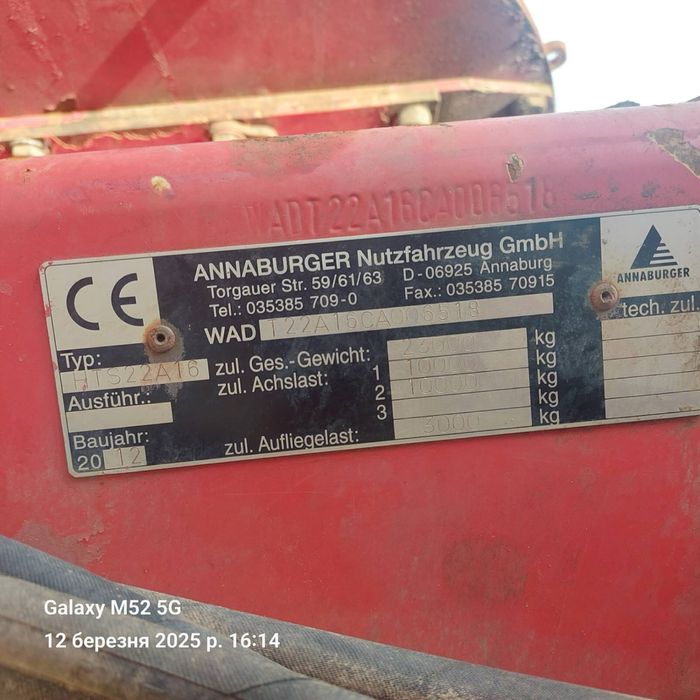 WADT22A16CA006518
ANNABURGER Nutzfahrzeug GmbH
Torgauer Str. 59/61/63 D - 06925 Annaburg
Tel.: 035385 709-0 Fax.: 035385 70915
WAD T22A16CA006518
CE
ANNABURGER
tech. zul.
Typ:
HTS22A16
zul. Ges.-Gewicht: 23000 kg
zul. Achslast: 1 10000 kg
2 10000 kg
3 kg
Ausführ.:
Baujahr:
20 12
zul. Aufliegelast: 3000 kg
Galaxy M52 5G
12 березня 2025 р. 16:14